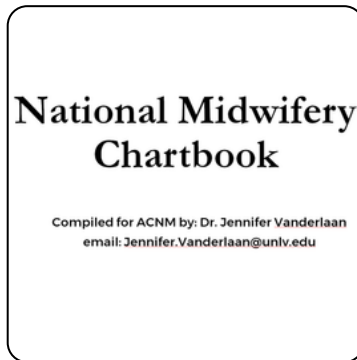 National Midwifery
Chartbook
Compiled for ACNM by: Dr. Jennifer Vanderlaan
email: Jennifer.Vanderlaan@unlv.edu